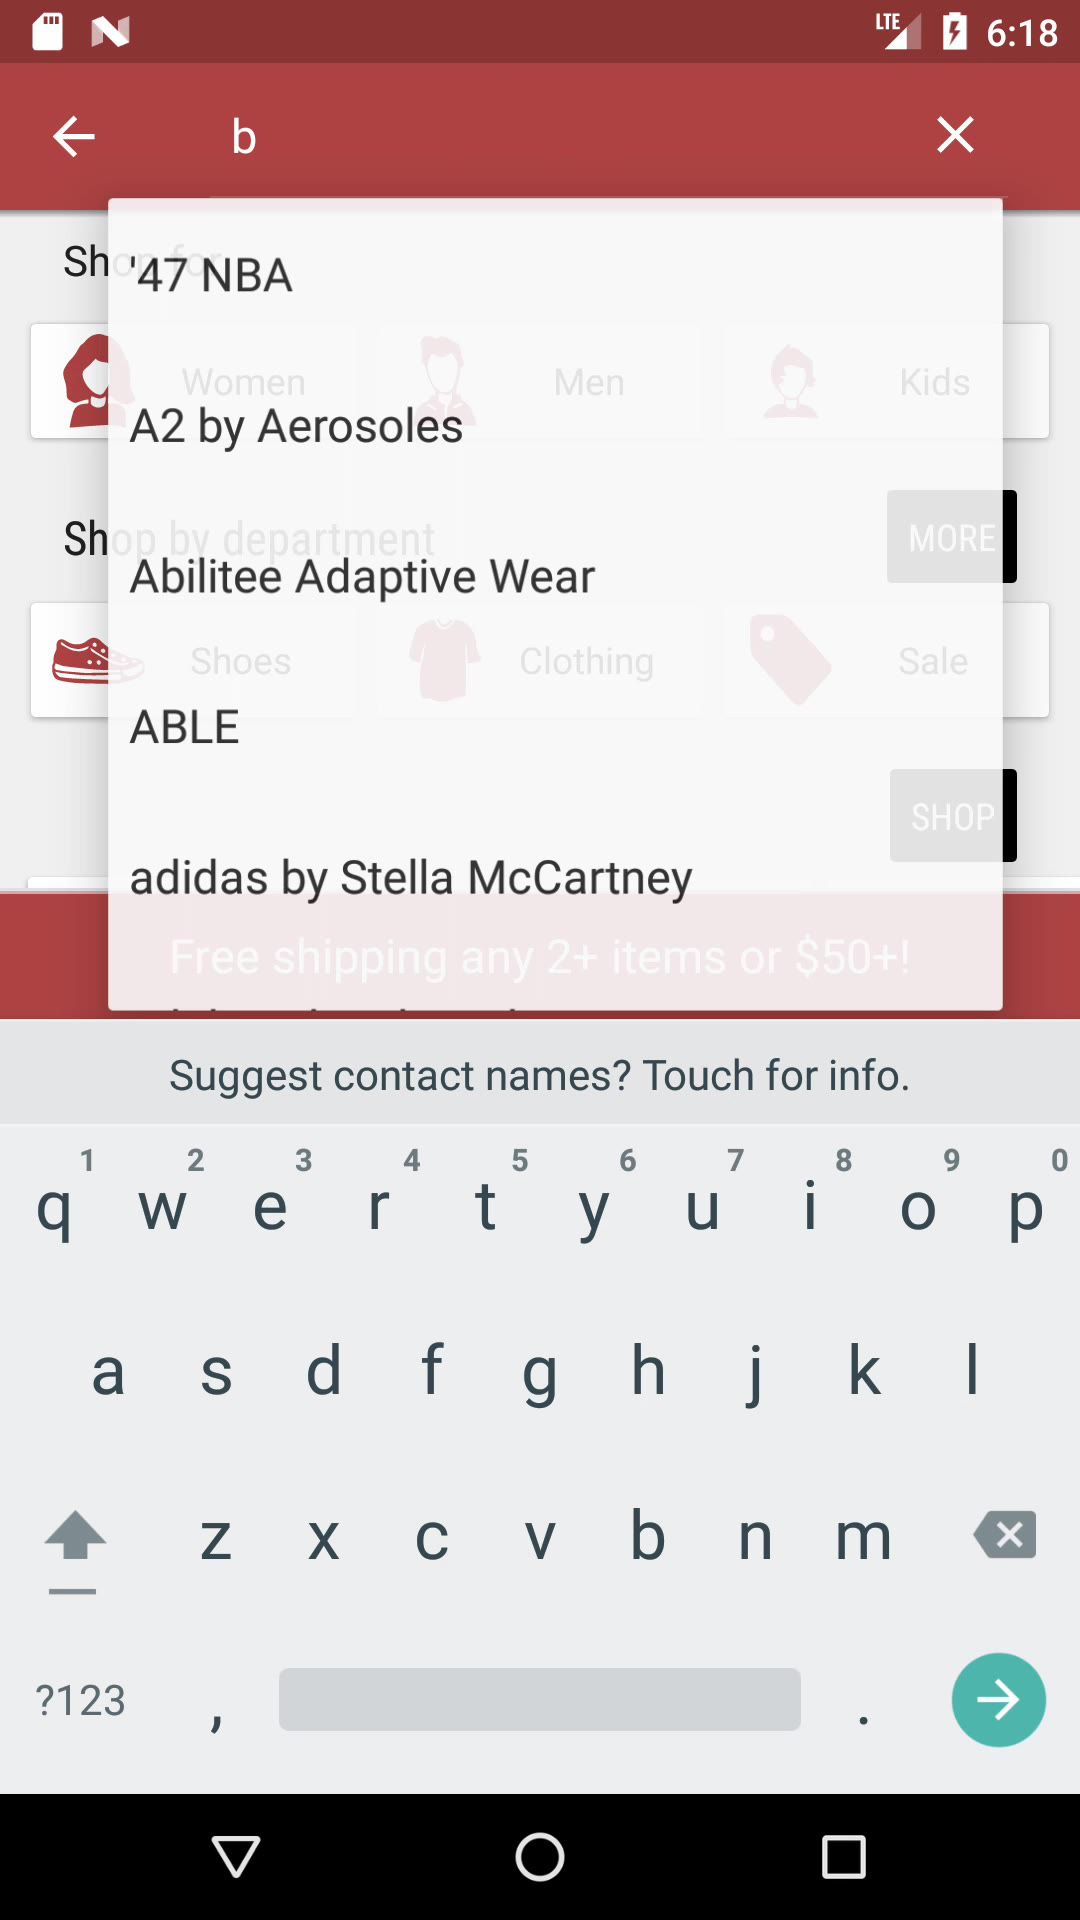 LTE 6:18
b
Shop for
'47 NBA
Women Men Kids
A2 by Aerosoles
Shop by department MORE
Abilitee Adaptive Wear
Shoes Clothing Sale
ABLE
SHOP
adidas by Stella McCartney
Free shipping any 2+ items or $50+!
Suggest contact names? Touch for info.
1 2 3 4 5 6 7 8 9 0
q w e r t y u i o p
a s d f g h j k l
z x c v b n m
?123 , .